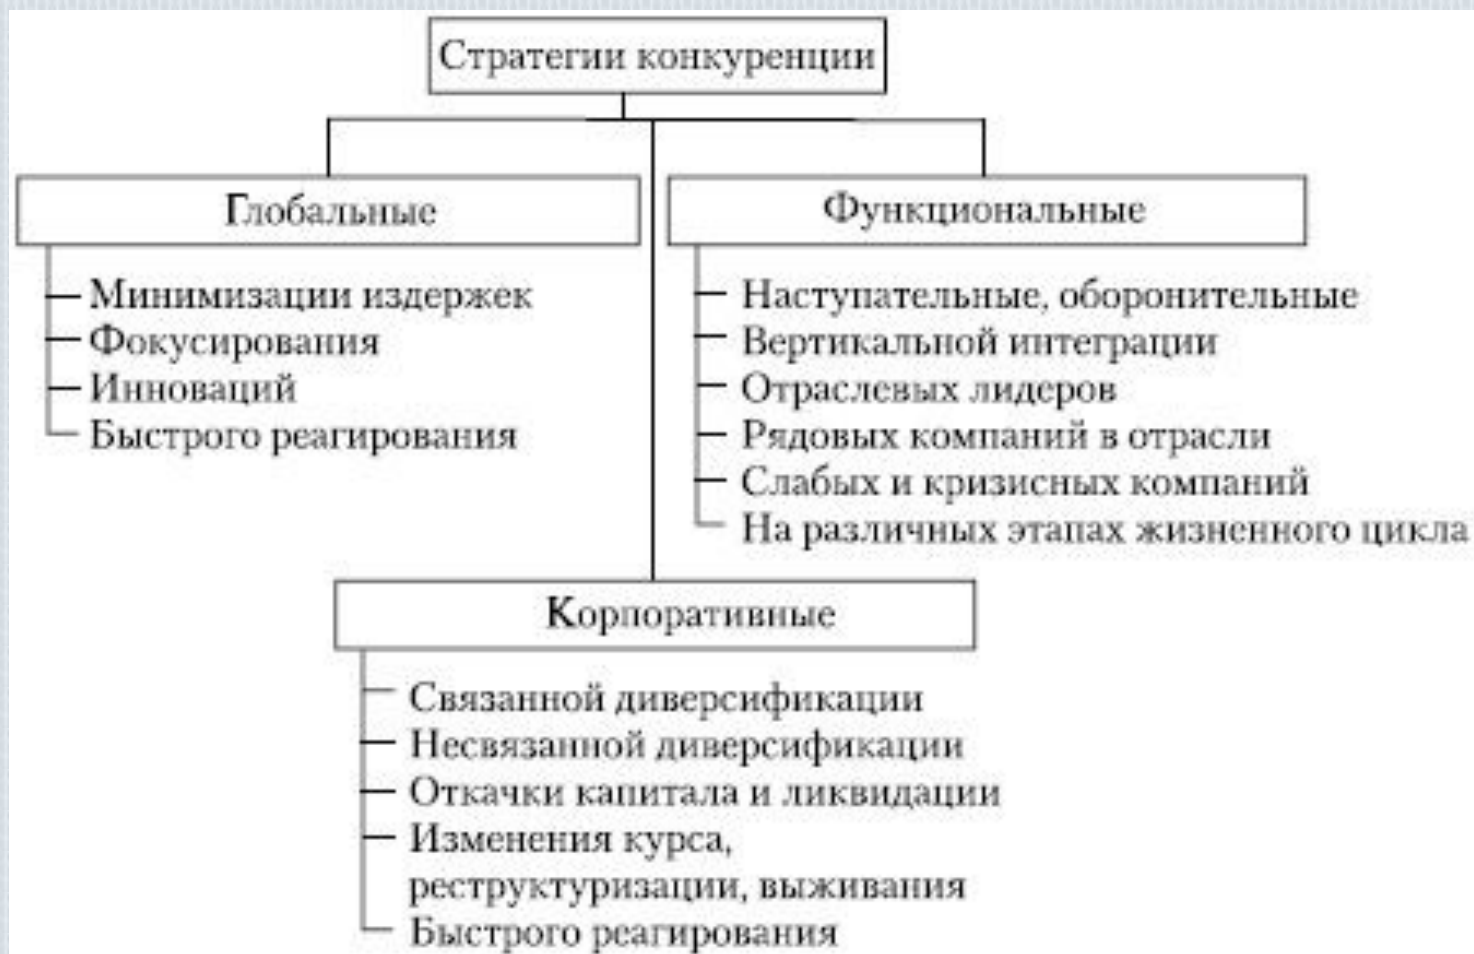 Стратегии конкуренции
Глобальные
Минимизации издержек
Фокусирования
Инноваций
Быстрого реагирования
Функциональные
Наступательные, оборонительные
Вертикальной интеграции
Отраслевых лидеров
Рядовых компаний в отрасли
Слабых и кризисных компаний
На различных этапах жизненного цикла
Корпоративные
Связанной диверсификации
Несвязанной диверсификации
Откачки капитала и ликвидации
Изменения курса,
реструктуризации, выживания
Быстрого реагирования